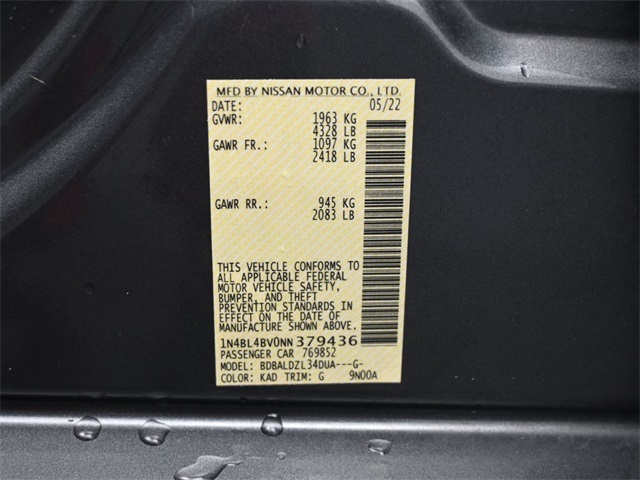 MFD BY NISSAN MOTOR CO., LTD.
DATE: 05/22
GVWR: 1963 KG
4328 LB
GAWR FR.: 1097 KG
2418 LB
GAWR RR.: 945 KG
2083 LB
THIS VEHICLE CONFORMS TO
ALL APPLICABLE FEDERAL
MOTOR VEHICLE SAFETY,
BUMPER, AND THEFT
PREVENTION STANDARDS IN
EFFECT ON THE DATE OF
MANUFACTURE SHOWN ABOVE.
1N4BL4BV0NN379436
PASSENGER CAR 769852
MODEL: BDBALDZL34DUA---G-
COLOR: KAD TRIM: G 9N00A